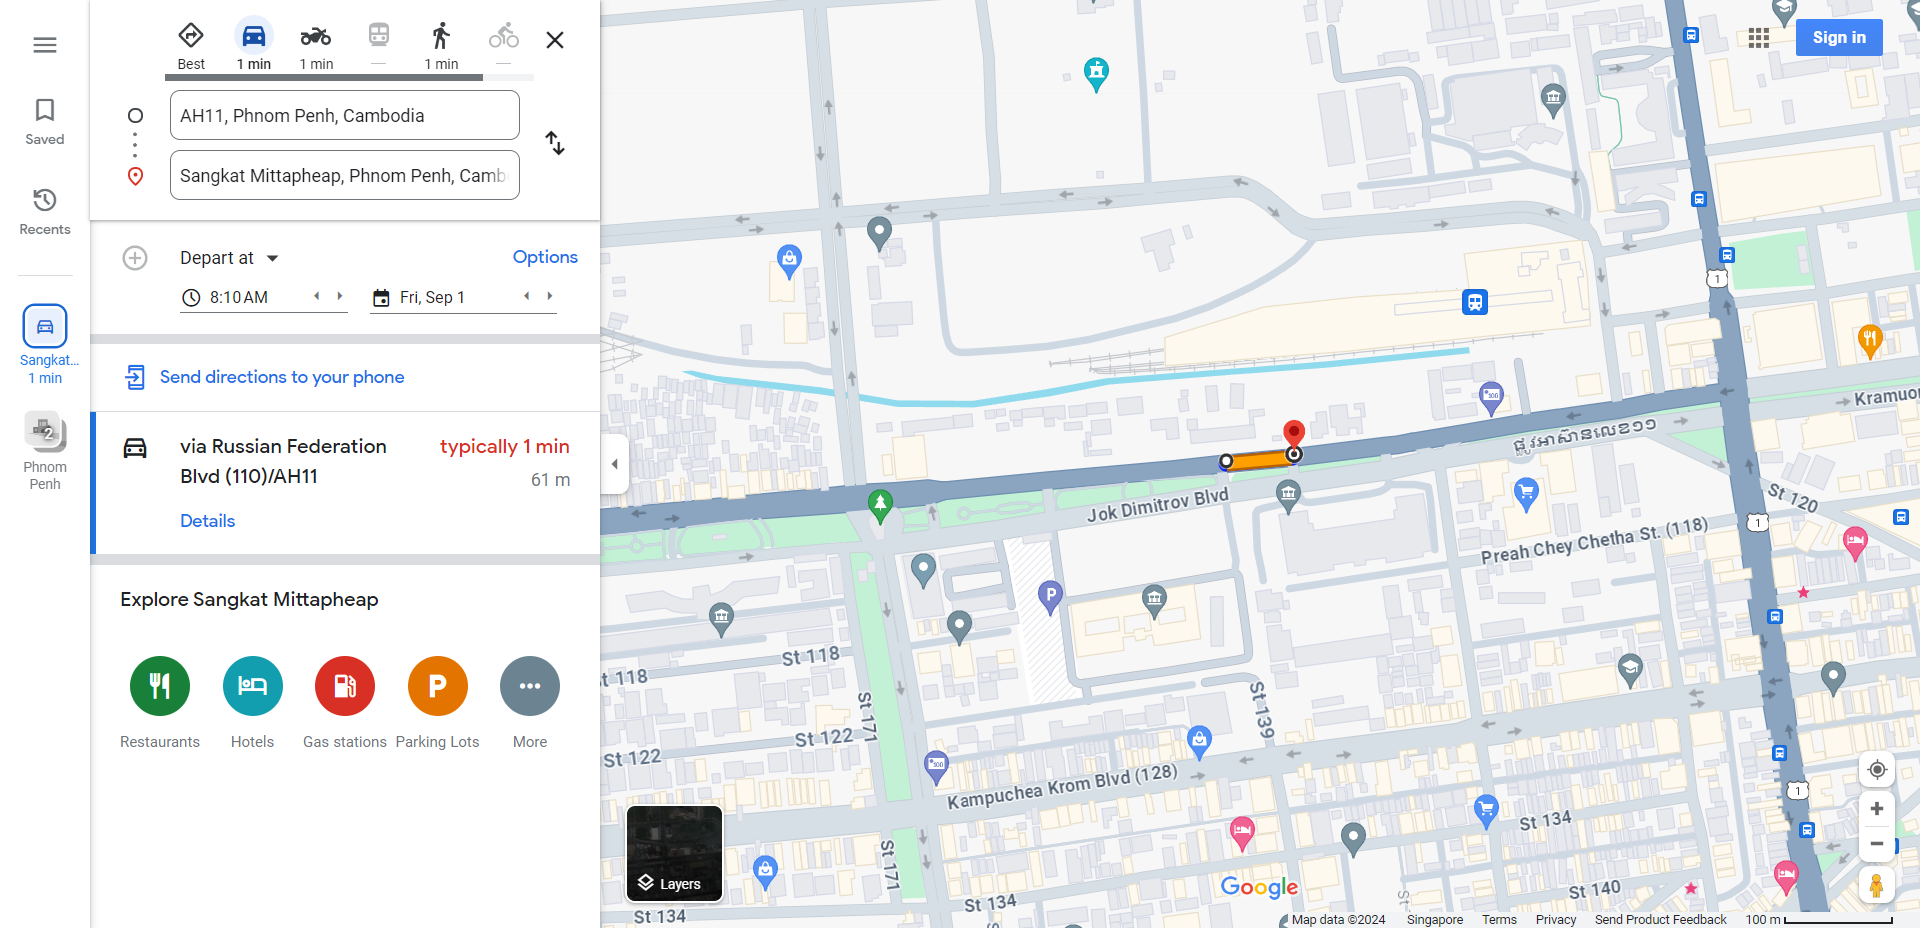 Best
1 min
1 min
—
1 min
—
AH11, Phnom Penh, Cambodia
Sangkat Mittapheap, Phnom Penh, Camb
Saved
Recents
Sangkat...
1 min
2
Phnom
Penh
Depart at
Options
8:10 AM
Fri, Sep 1
Send directions to your phone
via Russian Federation
Blvd (110)/AH11
typically 1 min
61 m
Details
Explore Sangkat Mittapheap
P
Restaurants
Hotels
Gas stations
Parking Lots
More
Sign in
1
Kramuo
ផ្លូវអាស៊ានលេខ១១
Jok Dimitrov Blvd
St 120
1
Preah Chey Chetha St. (118)
P
St 118
St 118
St 171
St 139
St 122
St 122
Kampuchea Krom Blvd (128)
1
St 134
St 171
St 140
St
St 134
St 134
Layers
Google
Map data ©2024
Singapore
Terms
Privacy
Send Product Feedback
100 m